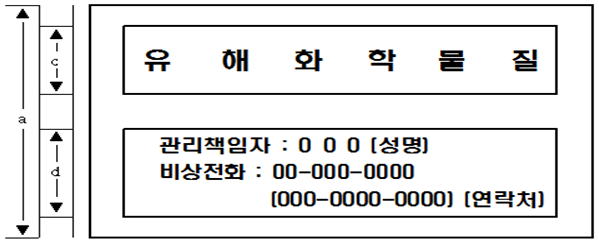 a
c
d
유 해 화 학 물 질
관리책임자 : 0 0 0 (성명)
비상전화 : 00-000-0000
(000-0000-0000) (연락처)